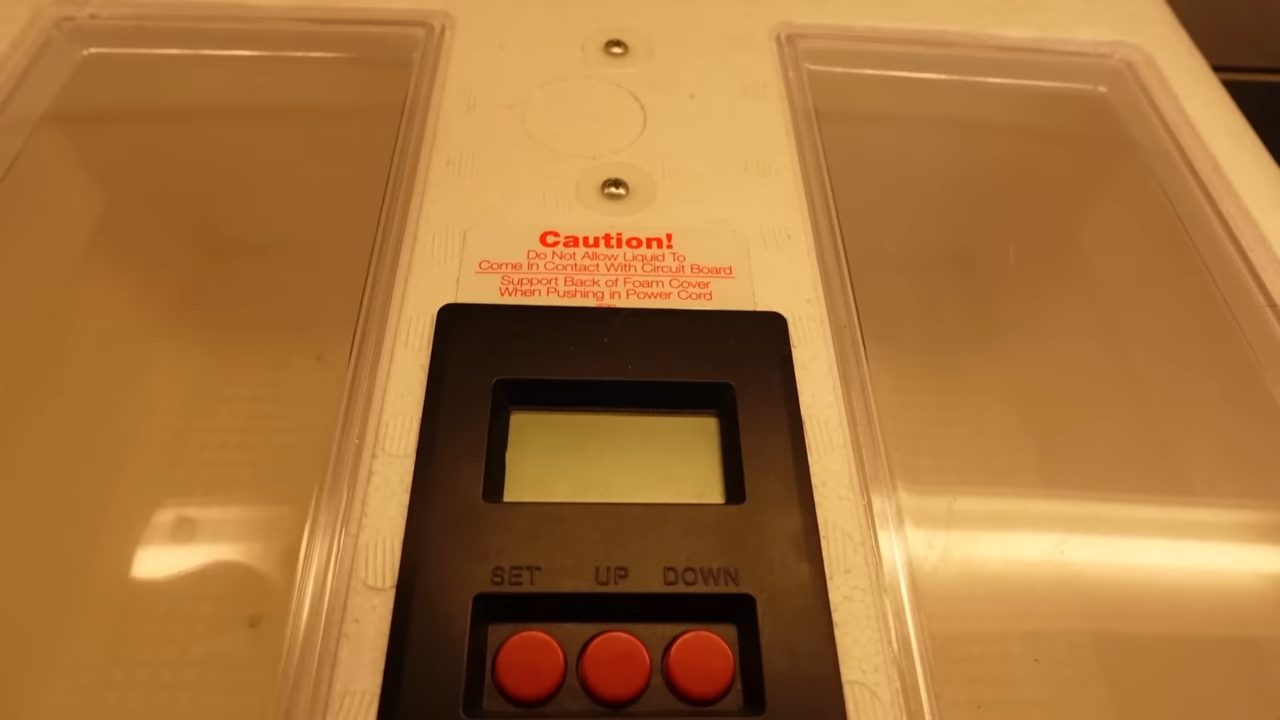 Caution!
Do Not Allow Liquid To
Come In Contact With Circuit Board
Support Back of Foam Cover
When Pushing in Power Cord
SET UP DOWN